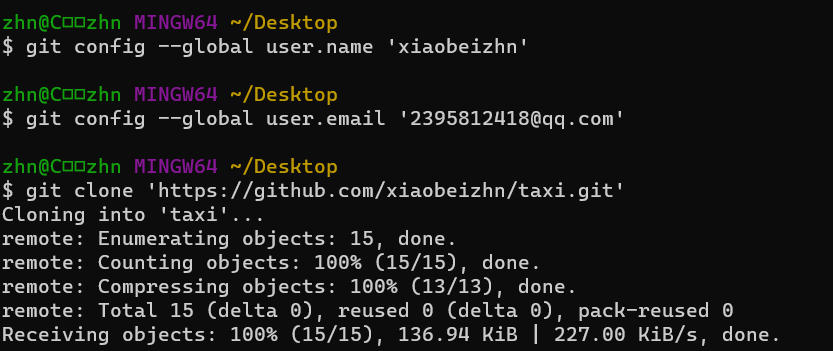 zhn@C□□zhn MINGW64 ~/Desktop
$ git config --global user.name 'xiaobeizhn'
zhn@C□□zhn MINGW64 ~/Desktop
$ git config --global user.email '2395812418@qq.com'
zhn@C□□zhn MINGW64 ~/Desktop
$ git clone 'https://github.com/xiaobeizhn/taxi.git'
Cloning into 'taxi'...
remote: Enumerating objects: 15, done.
remote: Counting objects: 100% (15/15), done.
remote: Compressing objects: 100% (13/13), done.
remote: Total 15 (delta 0), reused 0 (delta 0), pack-reused 0
Receiving objects: 100% (15/15), 136.94 KiB | 227.00 KiB/s, done.